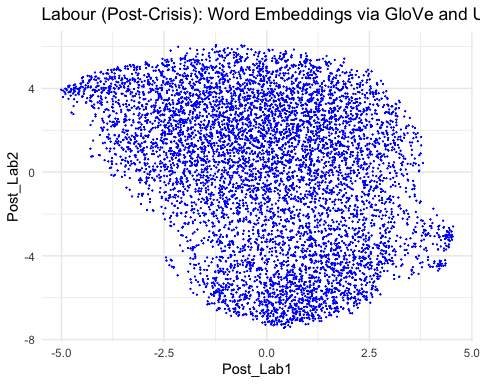 Labour (Post-Crisis): Word Embeddings via GloVe and U
Post_Lab2
4
0
-4
-8
-5.0 -2.5 0.0 2.5 5.0
Post_Lab1